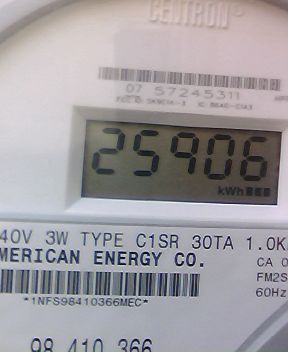 CENTRON®
07 57245311
25906
kWh
40V 3W TYPE C1SR 30TA 1.0K
MERICAN ENERGY CO.
CA 0
FM2S
60Hz
*1NFS98410366MEC*
98 410 366